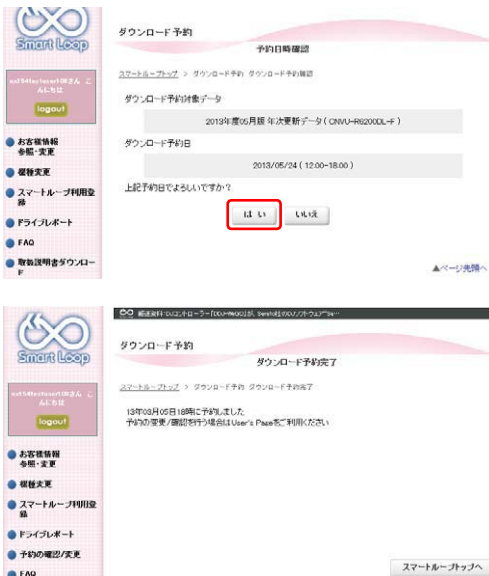 Smart Loop
ダウンロード予約
予約日時確認
スマートループトップ > ダウンロード予約 ダウンロード予約確認
んにちは
logout
ダウンロード予約対象データ
2013年度05月版 年次更新データ ( CNVU-R6200DL-F )
ダウンロード予約日
2013/05/24 ( 12:00-18:00 )
上記予約日でよろしいですか?
はい
いいえ
お客様情報
参照・変更
機種変更
スマートループ利用登
録
ドライブレポート
FAQ
取扱説明書ダウンロー
ド
▲ページ先頭へ
Smart Loop
ダウンロード予約
ダウンロード予約完了
スマートループトップ > ダウンロード予約 ダウンロード予約完了
んにちは
logout
13年03月05日18時に予約しました
予約の変更/確認を行う場合はUser's Pageをご利用ください
お客様情報
参照・変更
機種変更
スマートループ利用登
録
ドライブレポート
予約の確認/変更
FAQ
スマートループトップへ